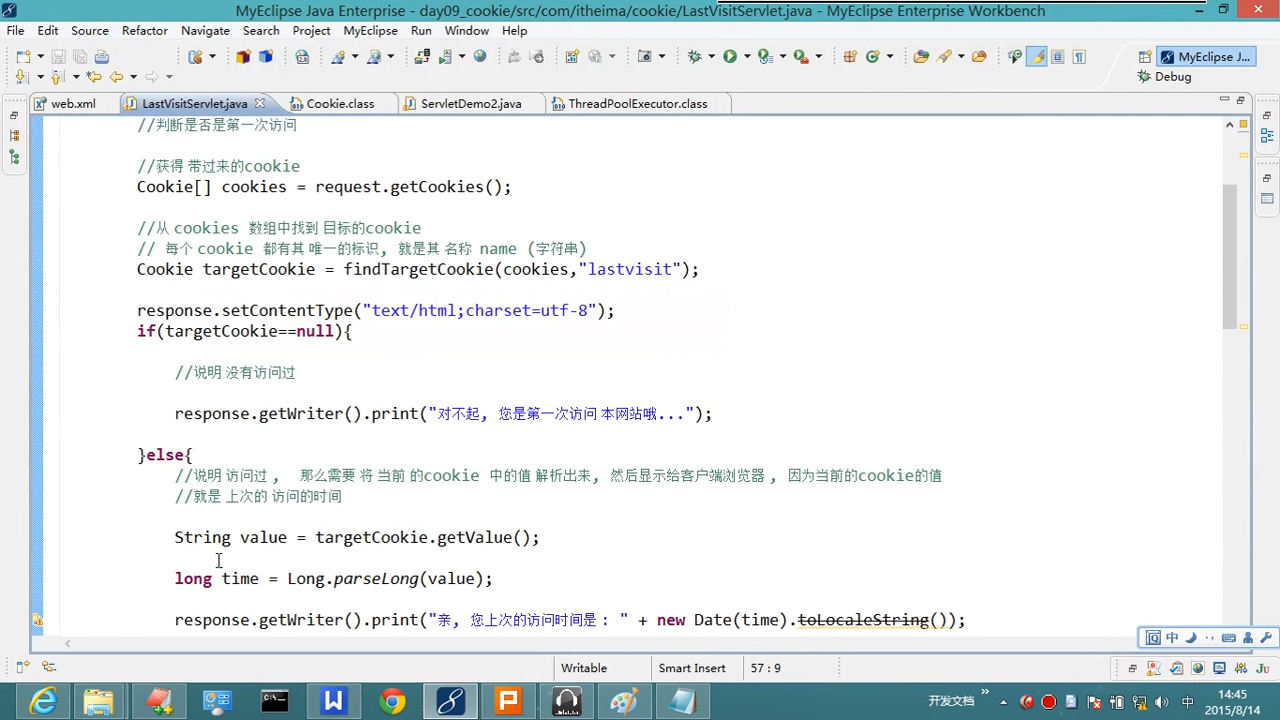 MyEclipse Java Enterprise - day09_cookie/src/com/itheima/cookie/LastVisitServlet.java - MyEclipse Enterprise Workbench
File Edit Source Refactor Navigate Search Project MyEclipse Run Window Help
MyEclipse J...
Debug
web.xml LastVisitServlet.java Cookie.class ServletDemo2.java ThreadPoolExecutor.class
//判断是否是第一次访问
//获得 带过来的cookie
Cookie[] cookies = request.getCookies();
//从 cookies 数组中找到 目标的cookie
// 每个 cookie 都有其 唯一的标识, 就是其 名称 name (字符串)
Cookie targetCookie = findTargetCookie(cookies,"lastvisit");
response.setContentType("text/html;charset=utf-8");
if(targetCookie==null){
//说明 没有访问过
response.getWriter().print("对不起, 您是第一次访问 本网站哦...");
}else{
//说明 访问过 , 那么需要 将 当前 的cookie 中的值 解析出来, 然后显示给客户端浏览器 , 因为当前的cookie的值
//就是 上次的 访问的时间
String value = targetCookie.getValue();
long time = Long.parseLong(value);
response.getWriter().print("亲, 您上次的访问时间是 : " + new Date(time).toLocaleString());
中
Writable Smart Insert 57 : 9
开发文档 中 14:45
2015/8/14